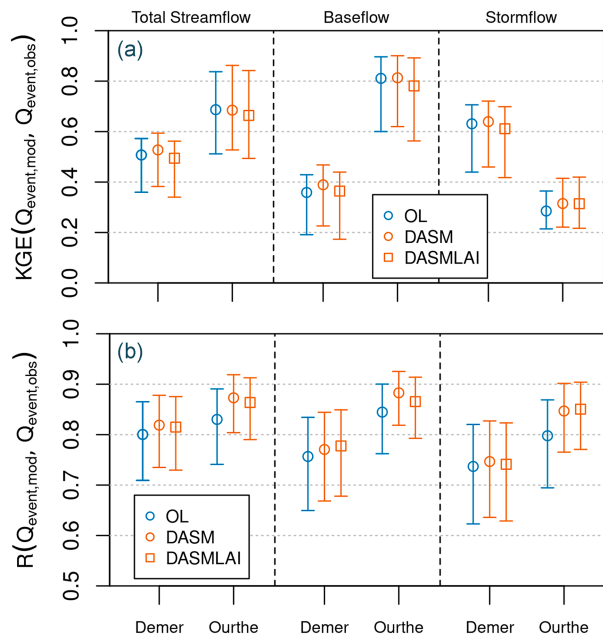 Total Streamflow Baseflow Stormflow
(a)
KGE(Qevent,mod, Qevent,obs)
1.0
0.8
0.6
0.4
0.2
0.0
OL
DASM
DASMLAI
(b)
R(Qevent,mod, Qevent,obs)
1.0
0.9
0.8
0.7
0.6
0.5
OL
DASM
DASMLAI
Demer Ourthe Demer Ourthe Demer Ourthe